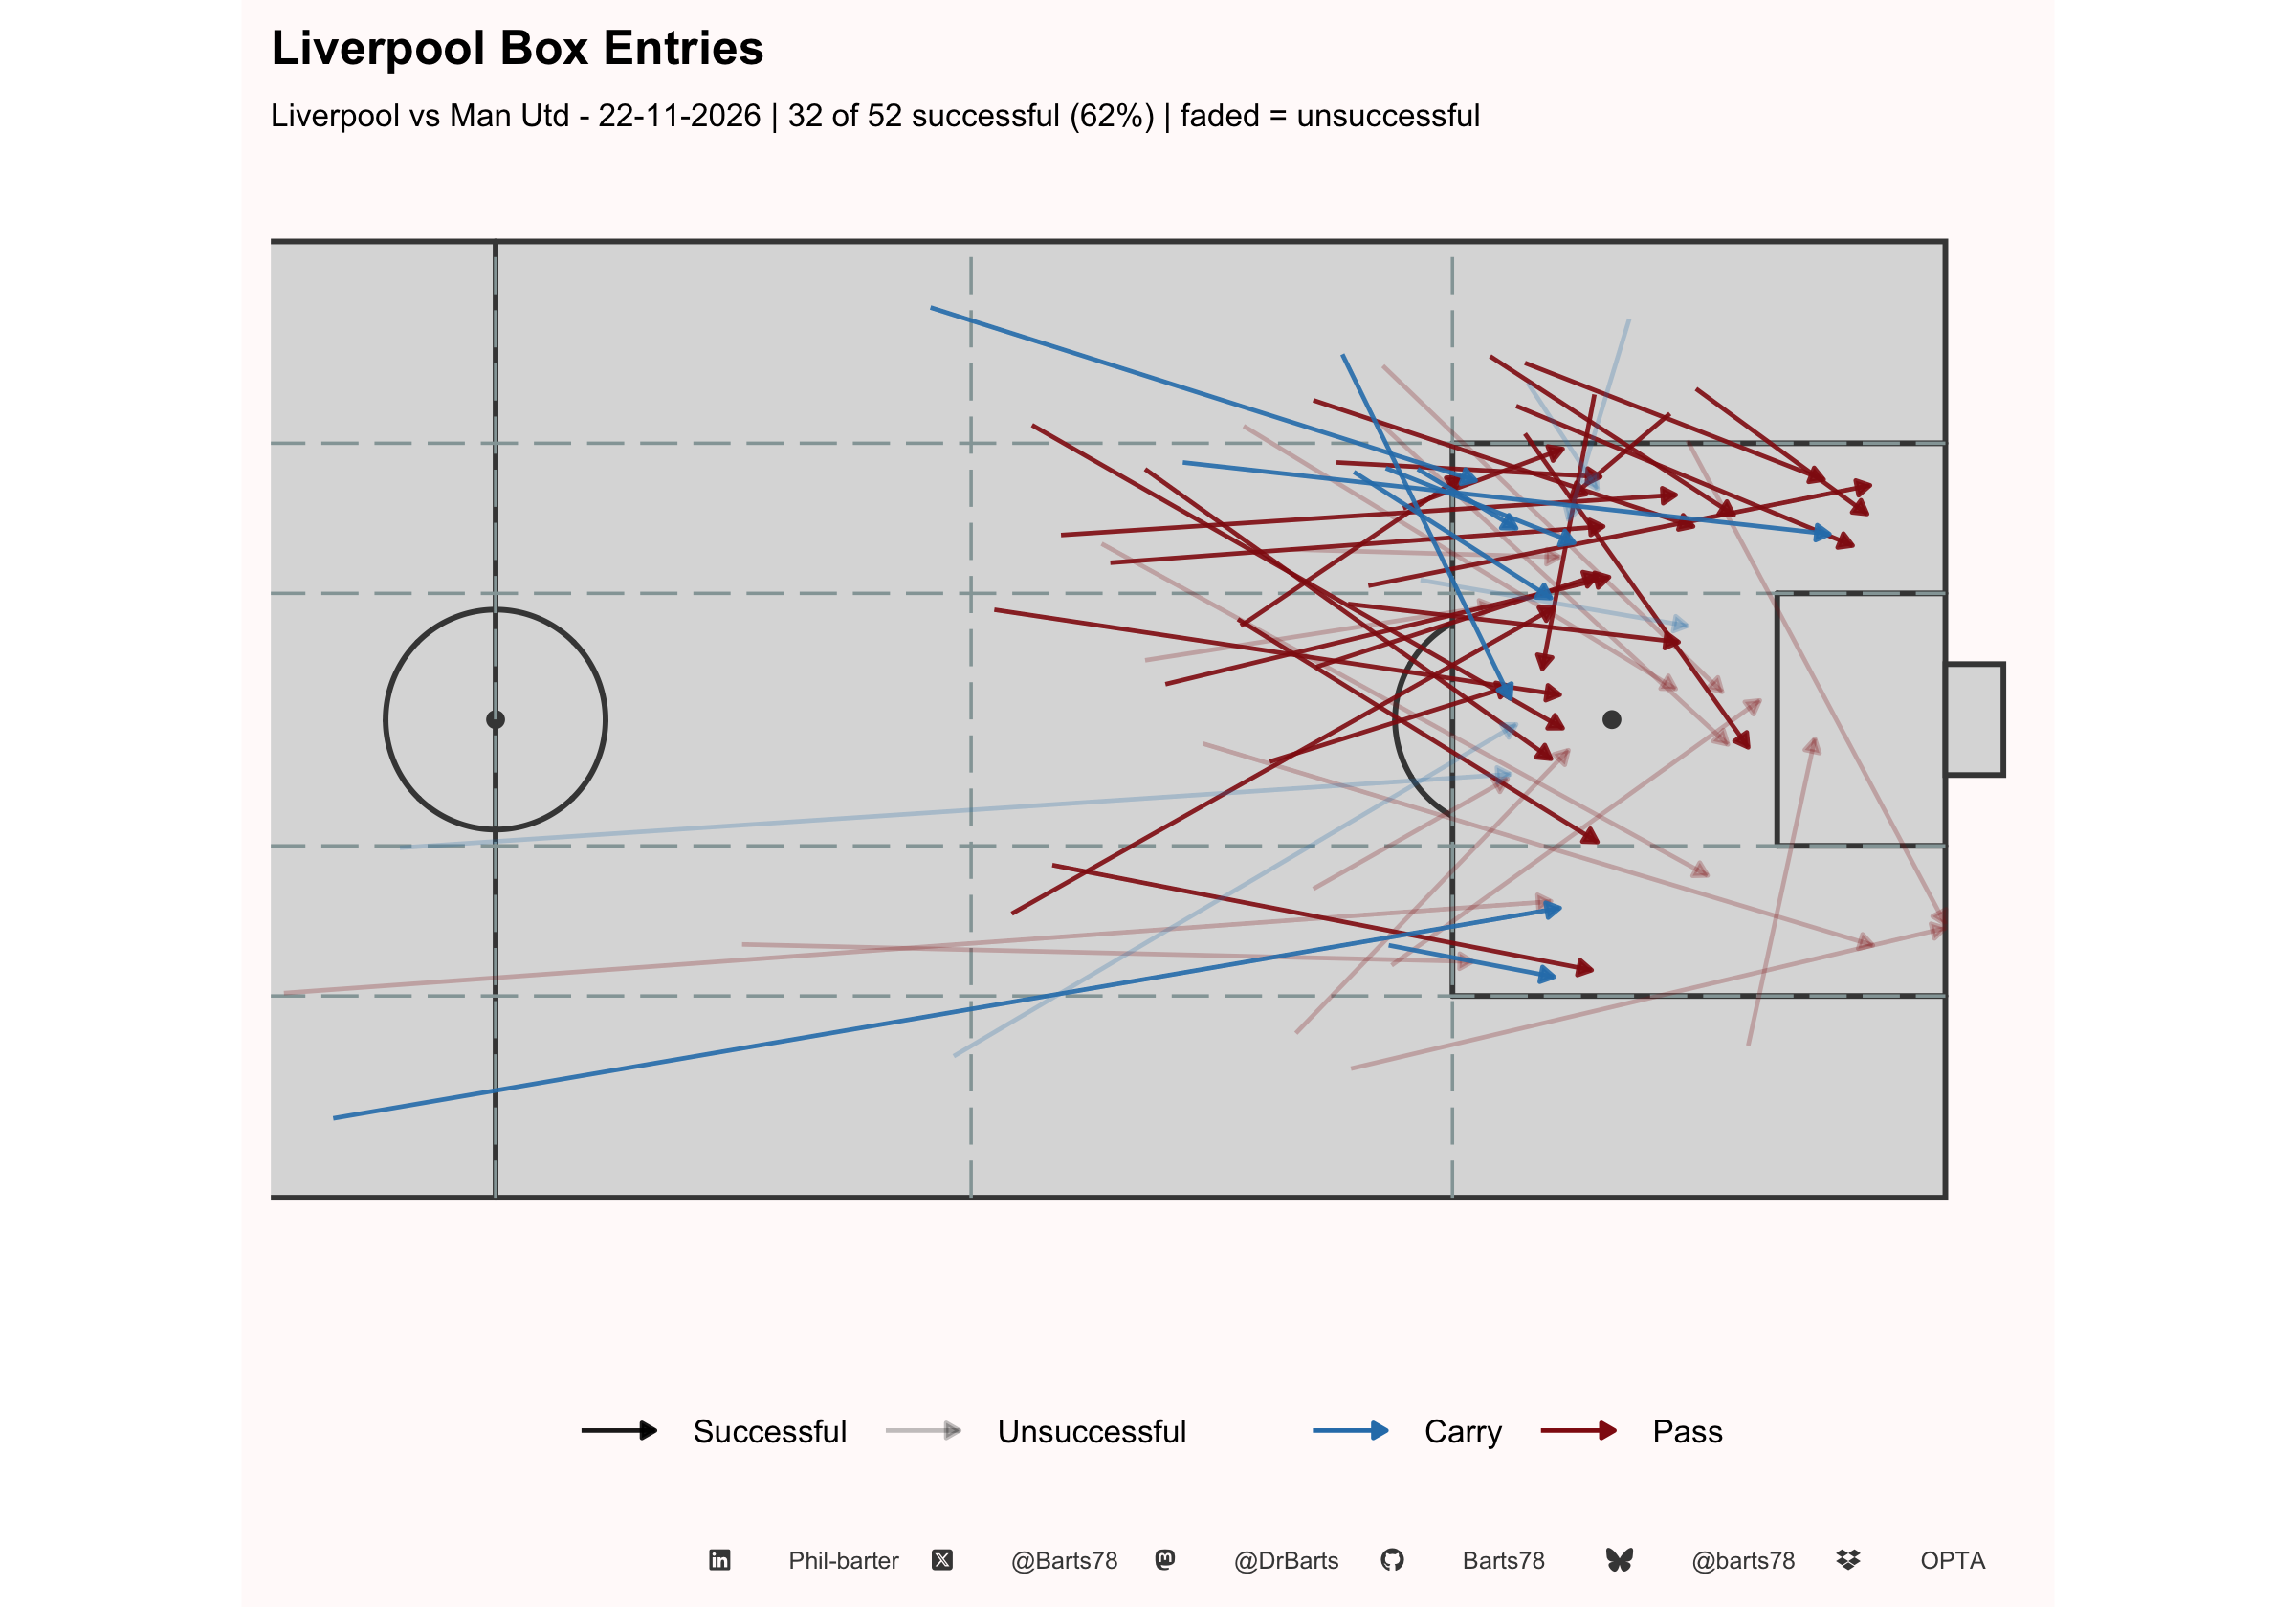 Liverpool Box Entries
Liverpool vs Man Utd - 22-11-2026 | 32 of 52 successful (62%) | faded = unsuccessful
Successful Unsuccessful Carry Pass
Phil-barter @Barts78 @DrBarts Barts78 @barts78 OPTA